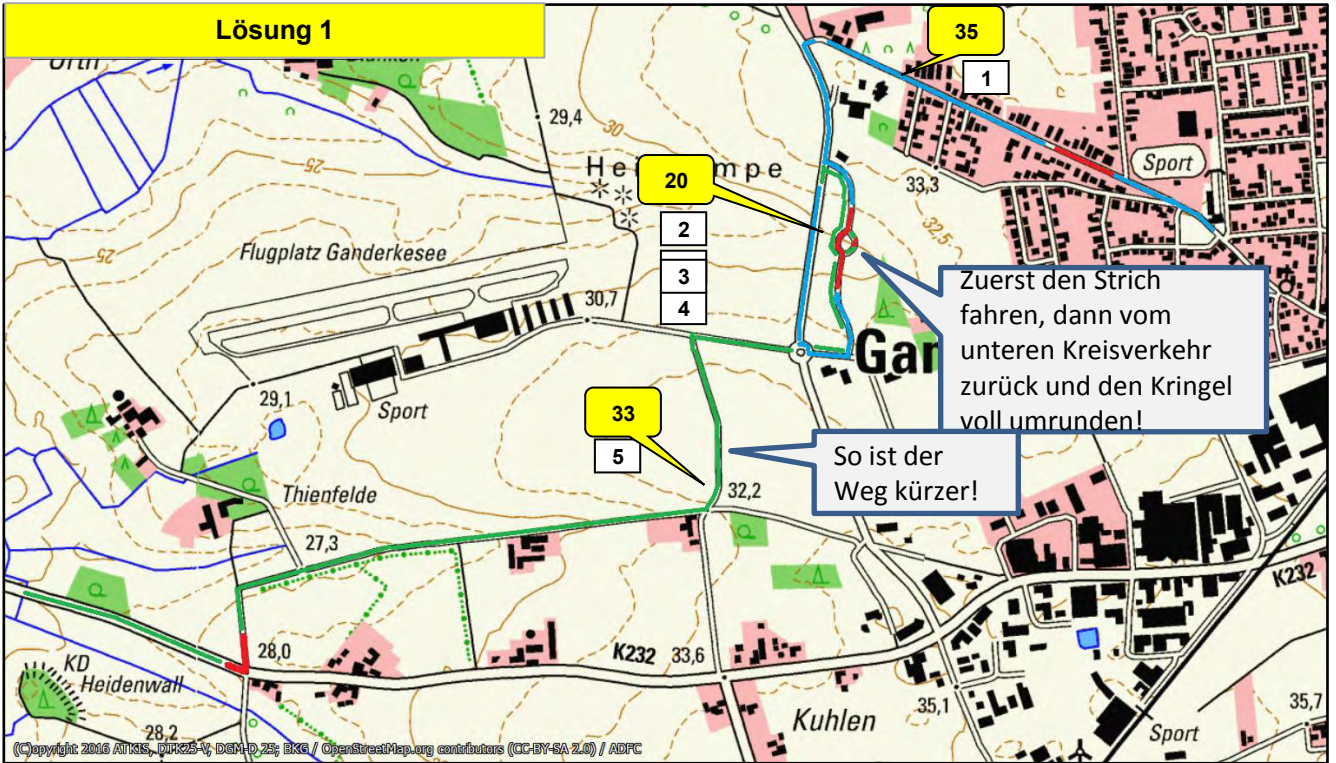 Lösung 1
35
1
29,4
30
25
20
33,3
Sport
2
3
4
Flugplatz Ganderkesee
32,5
25
30,7
Zuerst den Strich
fahren, dann vom
unteren Kreisverkehr
zurück und den Kringel
voll umrunden!
Gan
29,1
Sport
33
5
So ist der
Weg kürzer!
Thienfelde
32,2
27,3
K232
28,0
K232
33,6
KD
Heidenwall
35,1
35,7
Kuhlen
28,2
Sport
(C)opyright 2016 ATKIS, DTK25-V, DGM-D 25; BKG / OpenStreetMap.org contributors (CC-BY-SA 2.0) / ADFC